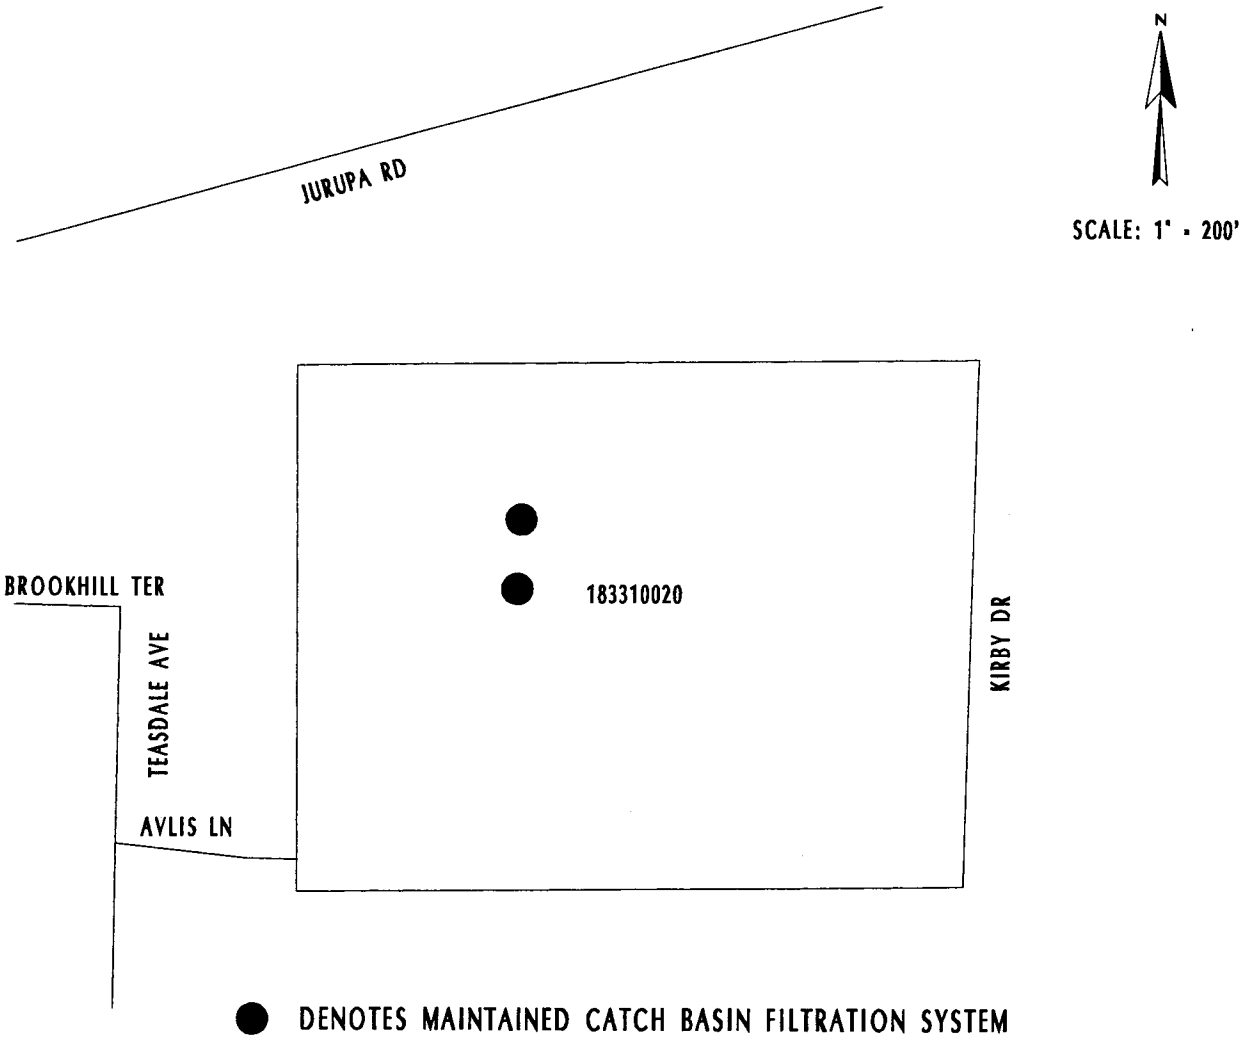 N
JURUPA RD
SCALE: 1" = 200'
BROOKHILL TER
183310020
TEASDALE AVE
KIRBY DR
AVLIS LN
DENOTES MAINTAINED CATCH BASIN FILTRATION SYSTEM